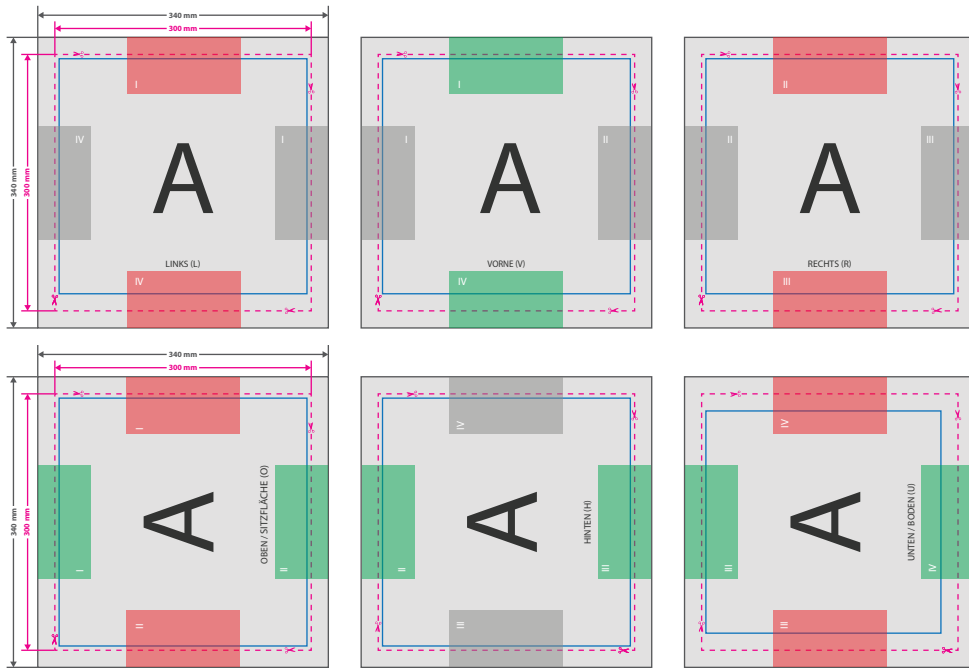 340 mm
300 mm
340 mm
300 mm
I
IV
I
A
LINKS (L)
IV
I
I
II
A
VORNE (V)
IV
II
II
III
A
RECHTS (R)
III
340 mm
300 mm
340 mm
300 mm
I
A
OBEN / SITZFLÄCHE (O)
I
II
II
IV
A
HINTEN (H)
II
III
III
IV
A
UNTEN / BODEN (U)
III
IV
III